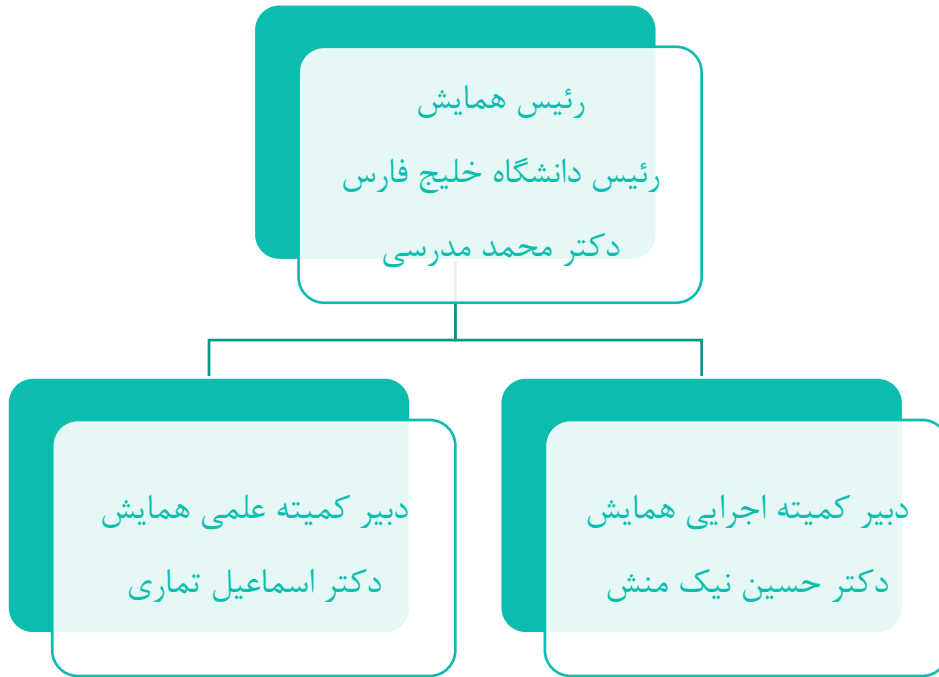 رئیس همایش
رئیس دانشگاه خلیج فارس
دکتر محمد مدرسی
دبیر کمیته اجرایی همایش
دکتر حسین نیک منش
دبیر کمیته علمی همایش
دکتر اسماعیل تماری